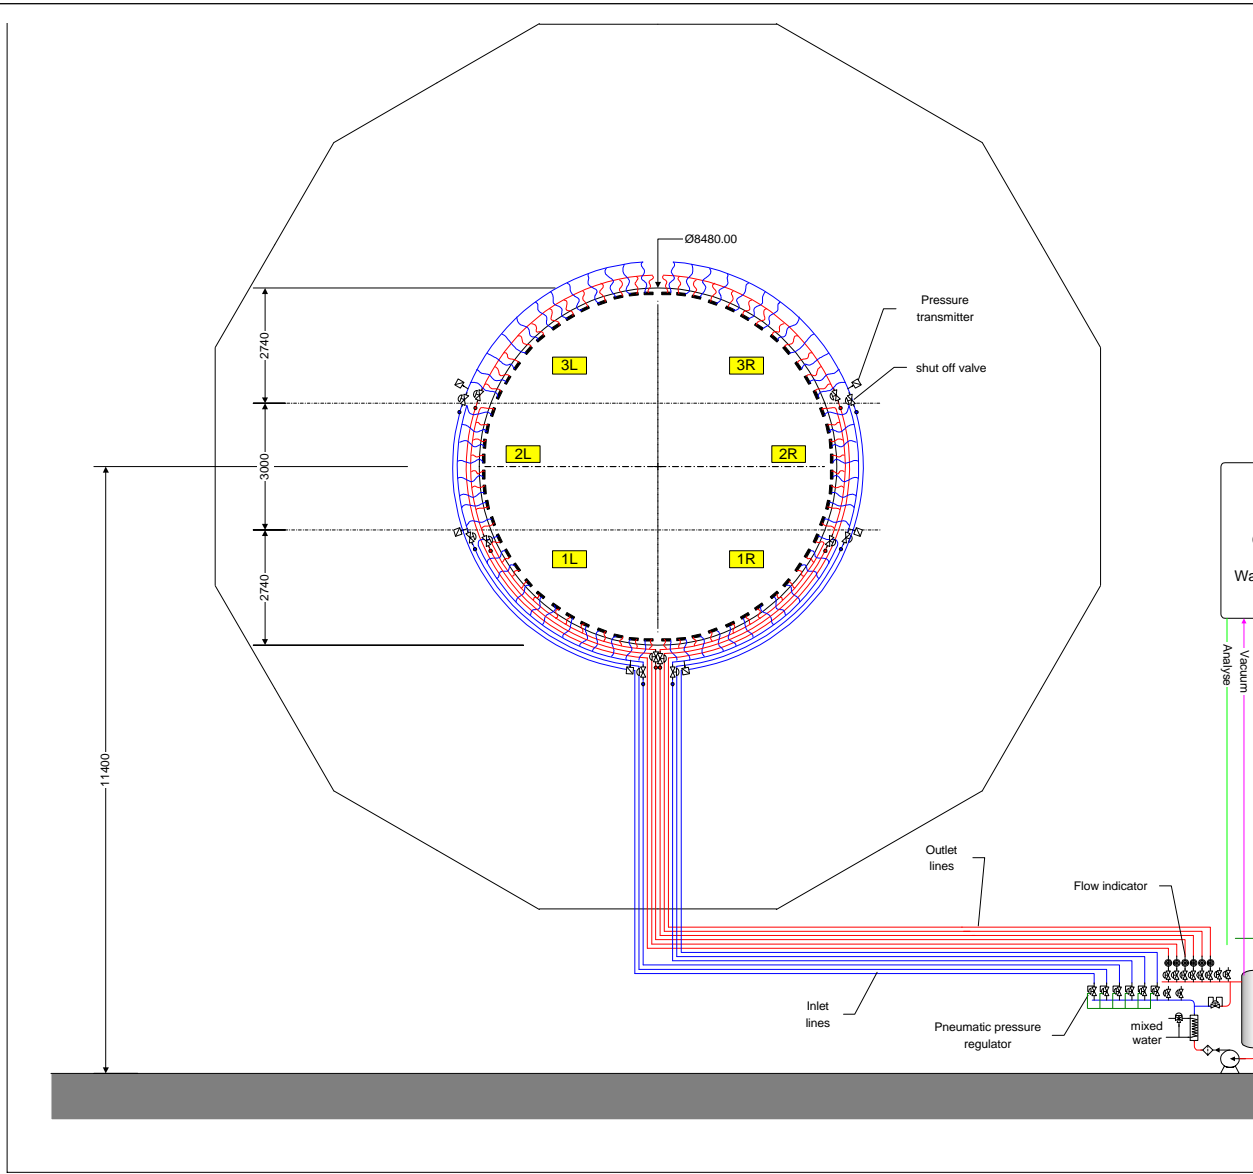 Ø8480.00
Pressure
transmitter
2740
3L
3R
shut off valve
3000
2L
2R
2740
1L
1R
Wa
Analyse
Vacuum
11400
Outlet
lines
Flow indicator
Inlet
lines
Pneumatic pressure
regulator
mixed
water